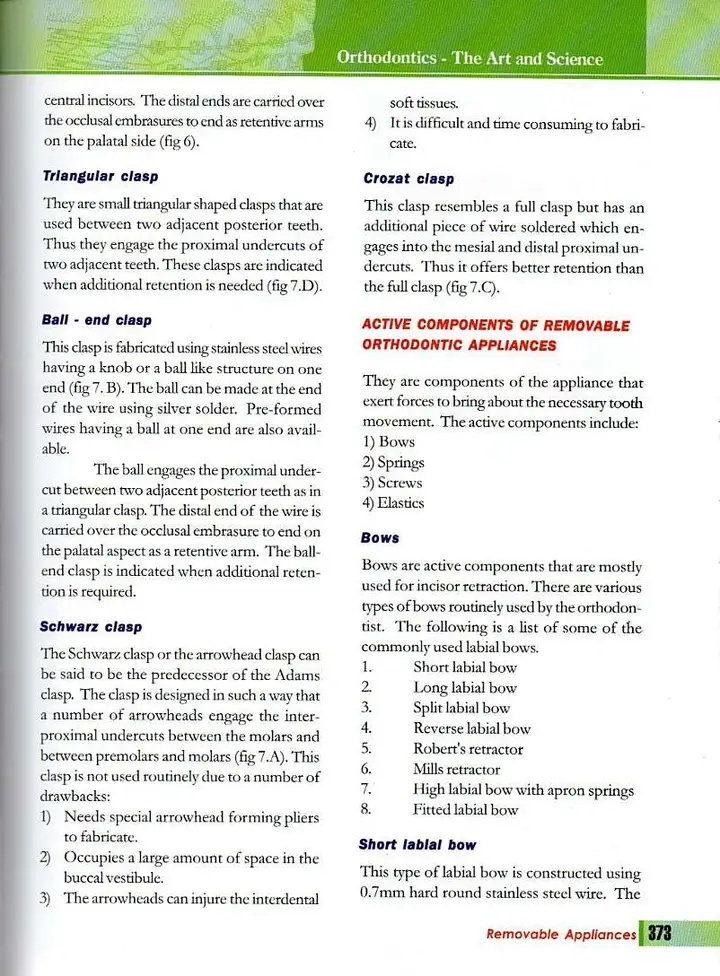 Orthodontics - The Art and Science
central incisors. The distal ends are carried over
the occlusal embrasures to end as retentive arms
on the palatal side (fig 6).
Triangular clasp
They are small triangular shaped clasps that are
used between two adjacent posterior teeth.
Thus they engage the proximal undercuts of
two adjacent teeth. These clasps are indicated
when additional retention is needed (fig 7.D).
Ball - end clasp
This clasp is fabricated using stainless steel wires
having a knob or a ball like structure on one
end (fig 7. B). The ball can be made at the end
of the wire using silver solder. Pre-formed
wires having a ball at one end are also avail-
able.
The ball engages the proximal under-
cut between two adjacent posterior teeth as in
a triangular clasp. The distal end of the wire is
carried over the occlusal embrasure to end on
the palatal aspect as a retentive arm. The ball-
end clasp is indicated when additional reten-
tion is required.
Schwarz clasp
The Schwarz clasp or the arrowhead clasp can
be said to be the predecessor of the Adams
clasp. The clasp is designed in such a way that
a number of arrowheads engage the inter-
proximal undercuts between the molars and
between premolars and molars (fig 7.A). This
clasp is not used routinely due to a number of
drawbacks:
1) Needs special arrowhead forming pliers
to fabricate.
2) Occupies a large amount of space in the
buccal vestibule.
3) The arrowheads can injure the interdental
soft tissues.
4) It is difficult and time consuming to fabri-
cate.
Crozat clasp
This clasp resembles a full clasp but has an
additional piece of wire soldered which en-
gages into the mesial and distal proximal un-
dercuts. Thus it offers better retention than
the full clasp (fig 7.C).
ACTIVE COMPONENTS OF REMOVABLE
ORTHODONTIC APPLIANCES
They are components of the appliance that
exert forces to bring about the necessary tooth
movement. The active components include:
1) Bows
2) Springs
3) Screws
4) Elastics
Bows
Bows are active components that are mostly
used for incisor retraction. There are various
types of bows routinely used by the orthodon-
tist. The following is a list of some of the
commonly used labial bows.
1. Short labial bow
2. Long labial bow
3. Split labial bow
4. Reverse labial bow
5. Robert's retractor
6. Mills retractor
7. High labial bow with apron springs
8. Fitted labial bow
Short labial bow
This type of labial bow is constructed using
0.7mm hard round stainless steel wire. The
Removable Appliances 373